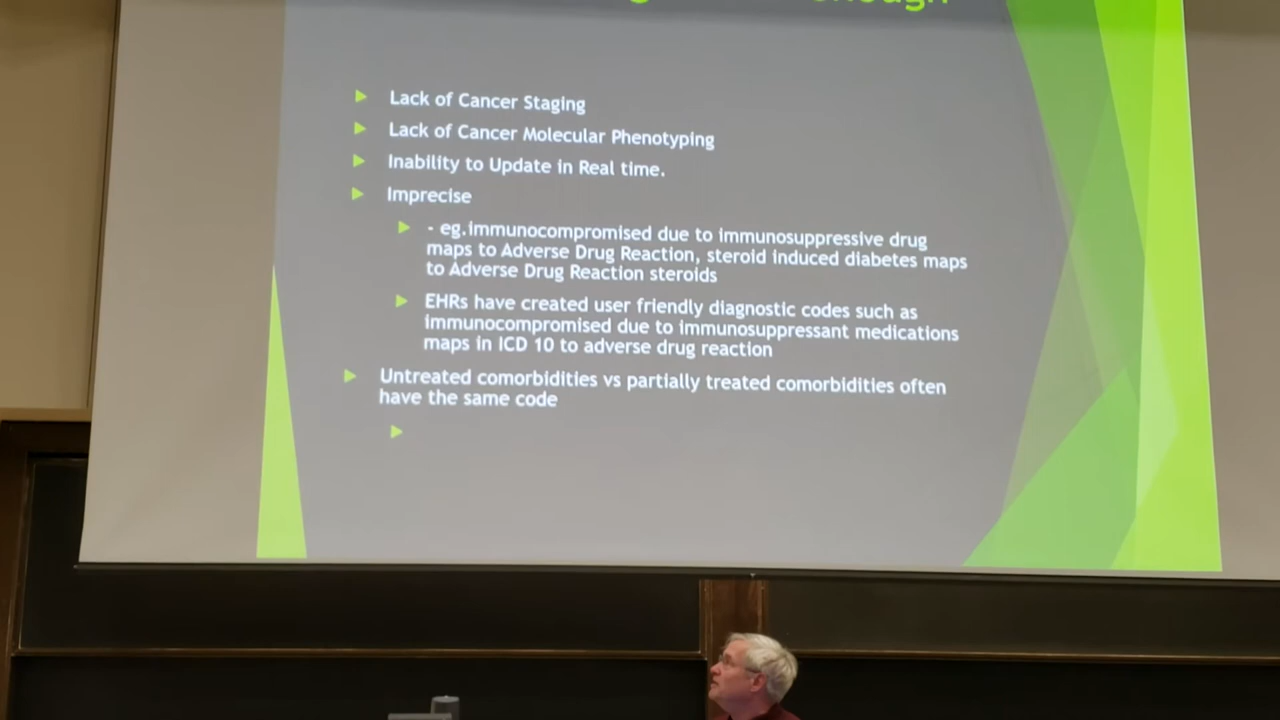 Lack of Cancer Staging
Lack of Cancer Molecular Phenotyping
Inability to Update in Real time.
Imprecise
- eg.immunocompromised due to immunosuppressive drug
maps to Adverse Drug Reaction, steroid induced diabetes maps
to Adverse Drug Reaction steroids
EHRs have created user friendly diagnostic codes such as
immunocompromised due to immunosuppressant medications
maps in ICD 10 to adverse drug reaction
Untreated comorbidities vs partially treated comorbidities often
have the same code